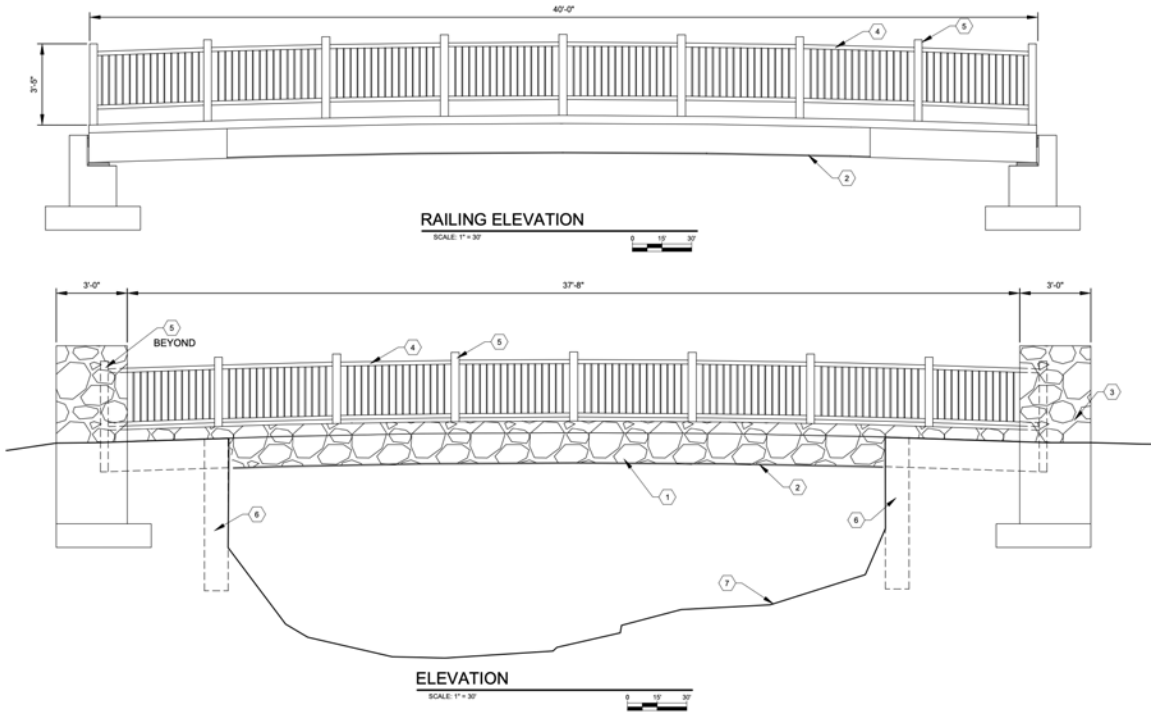 40'-0"
4
5
3'-5"
2
RAILING ELEVATION
SCALE: 1" = 30'
0 15' 30'
3'-0"
37'-8"
3'-0"
5
BEYOND
4
5
3
2
1
6
6
7
ELEVATION
SCALE: 1" = 30'
0 15' 30'